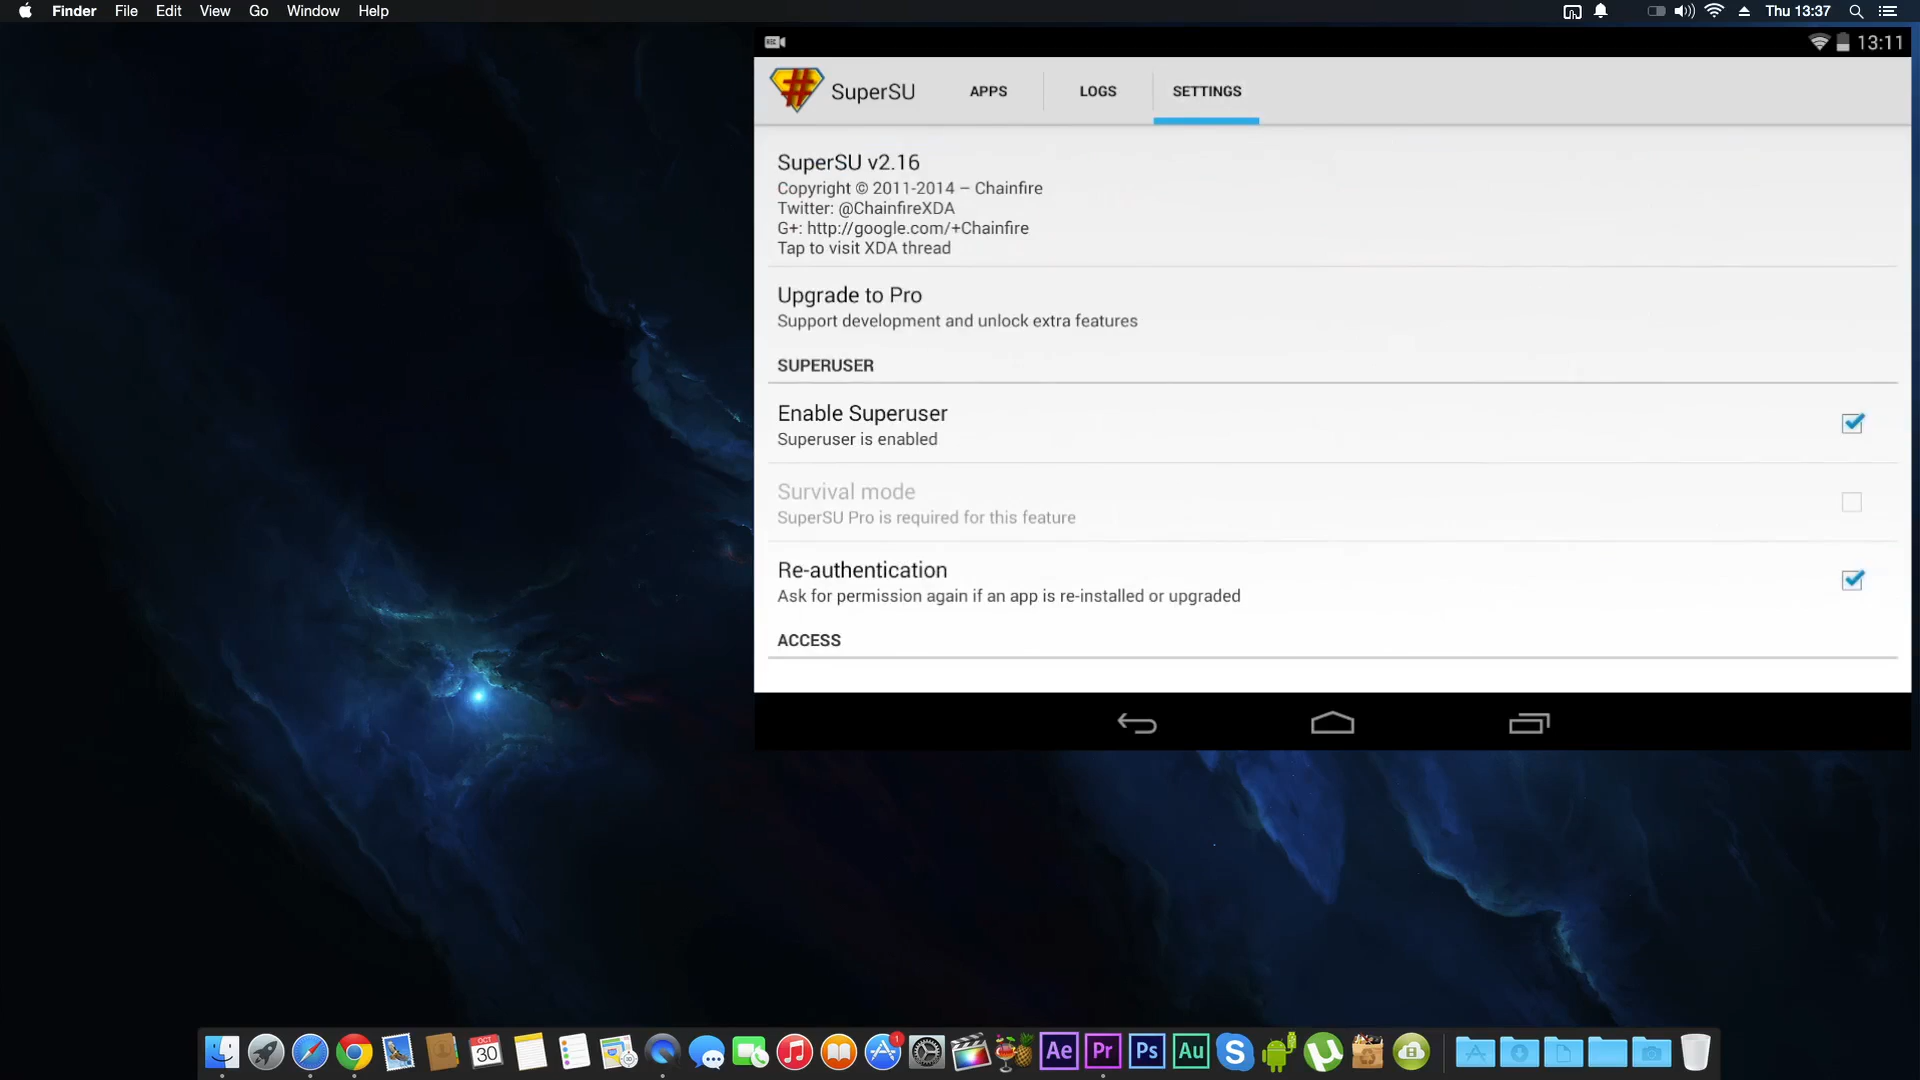 Finder File Edit View Go Window Help
Thu 13:37
REC
13:11
SuperSU
APPS
LOGS
SETTINGS
SuperSU v2.16
Copyright © 2011-2014 – Chainfire
Twitter: @ChainfireXDA
G+: http://google.com/+Chainfire
Tap to visit XDA thread
Upgrade to Pro
Support development and unlock extra features
SUPERUSER
Enable Superuser
Superuser is enabled
Survival mode
SuperSU Pro is required for this feature
Re-authentication
Ask for permission again if an app is re-installed or upgraded
ACCESS
OCT
30
1
Ae
Pr
Ps
Au